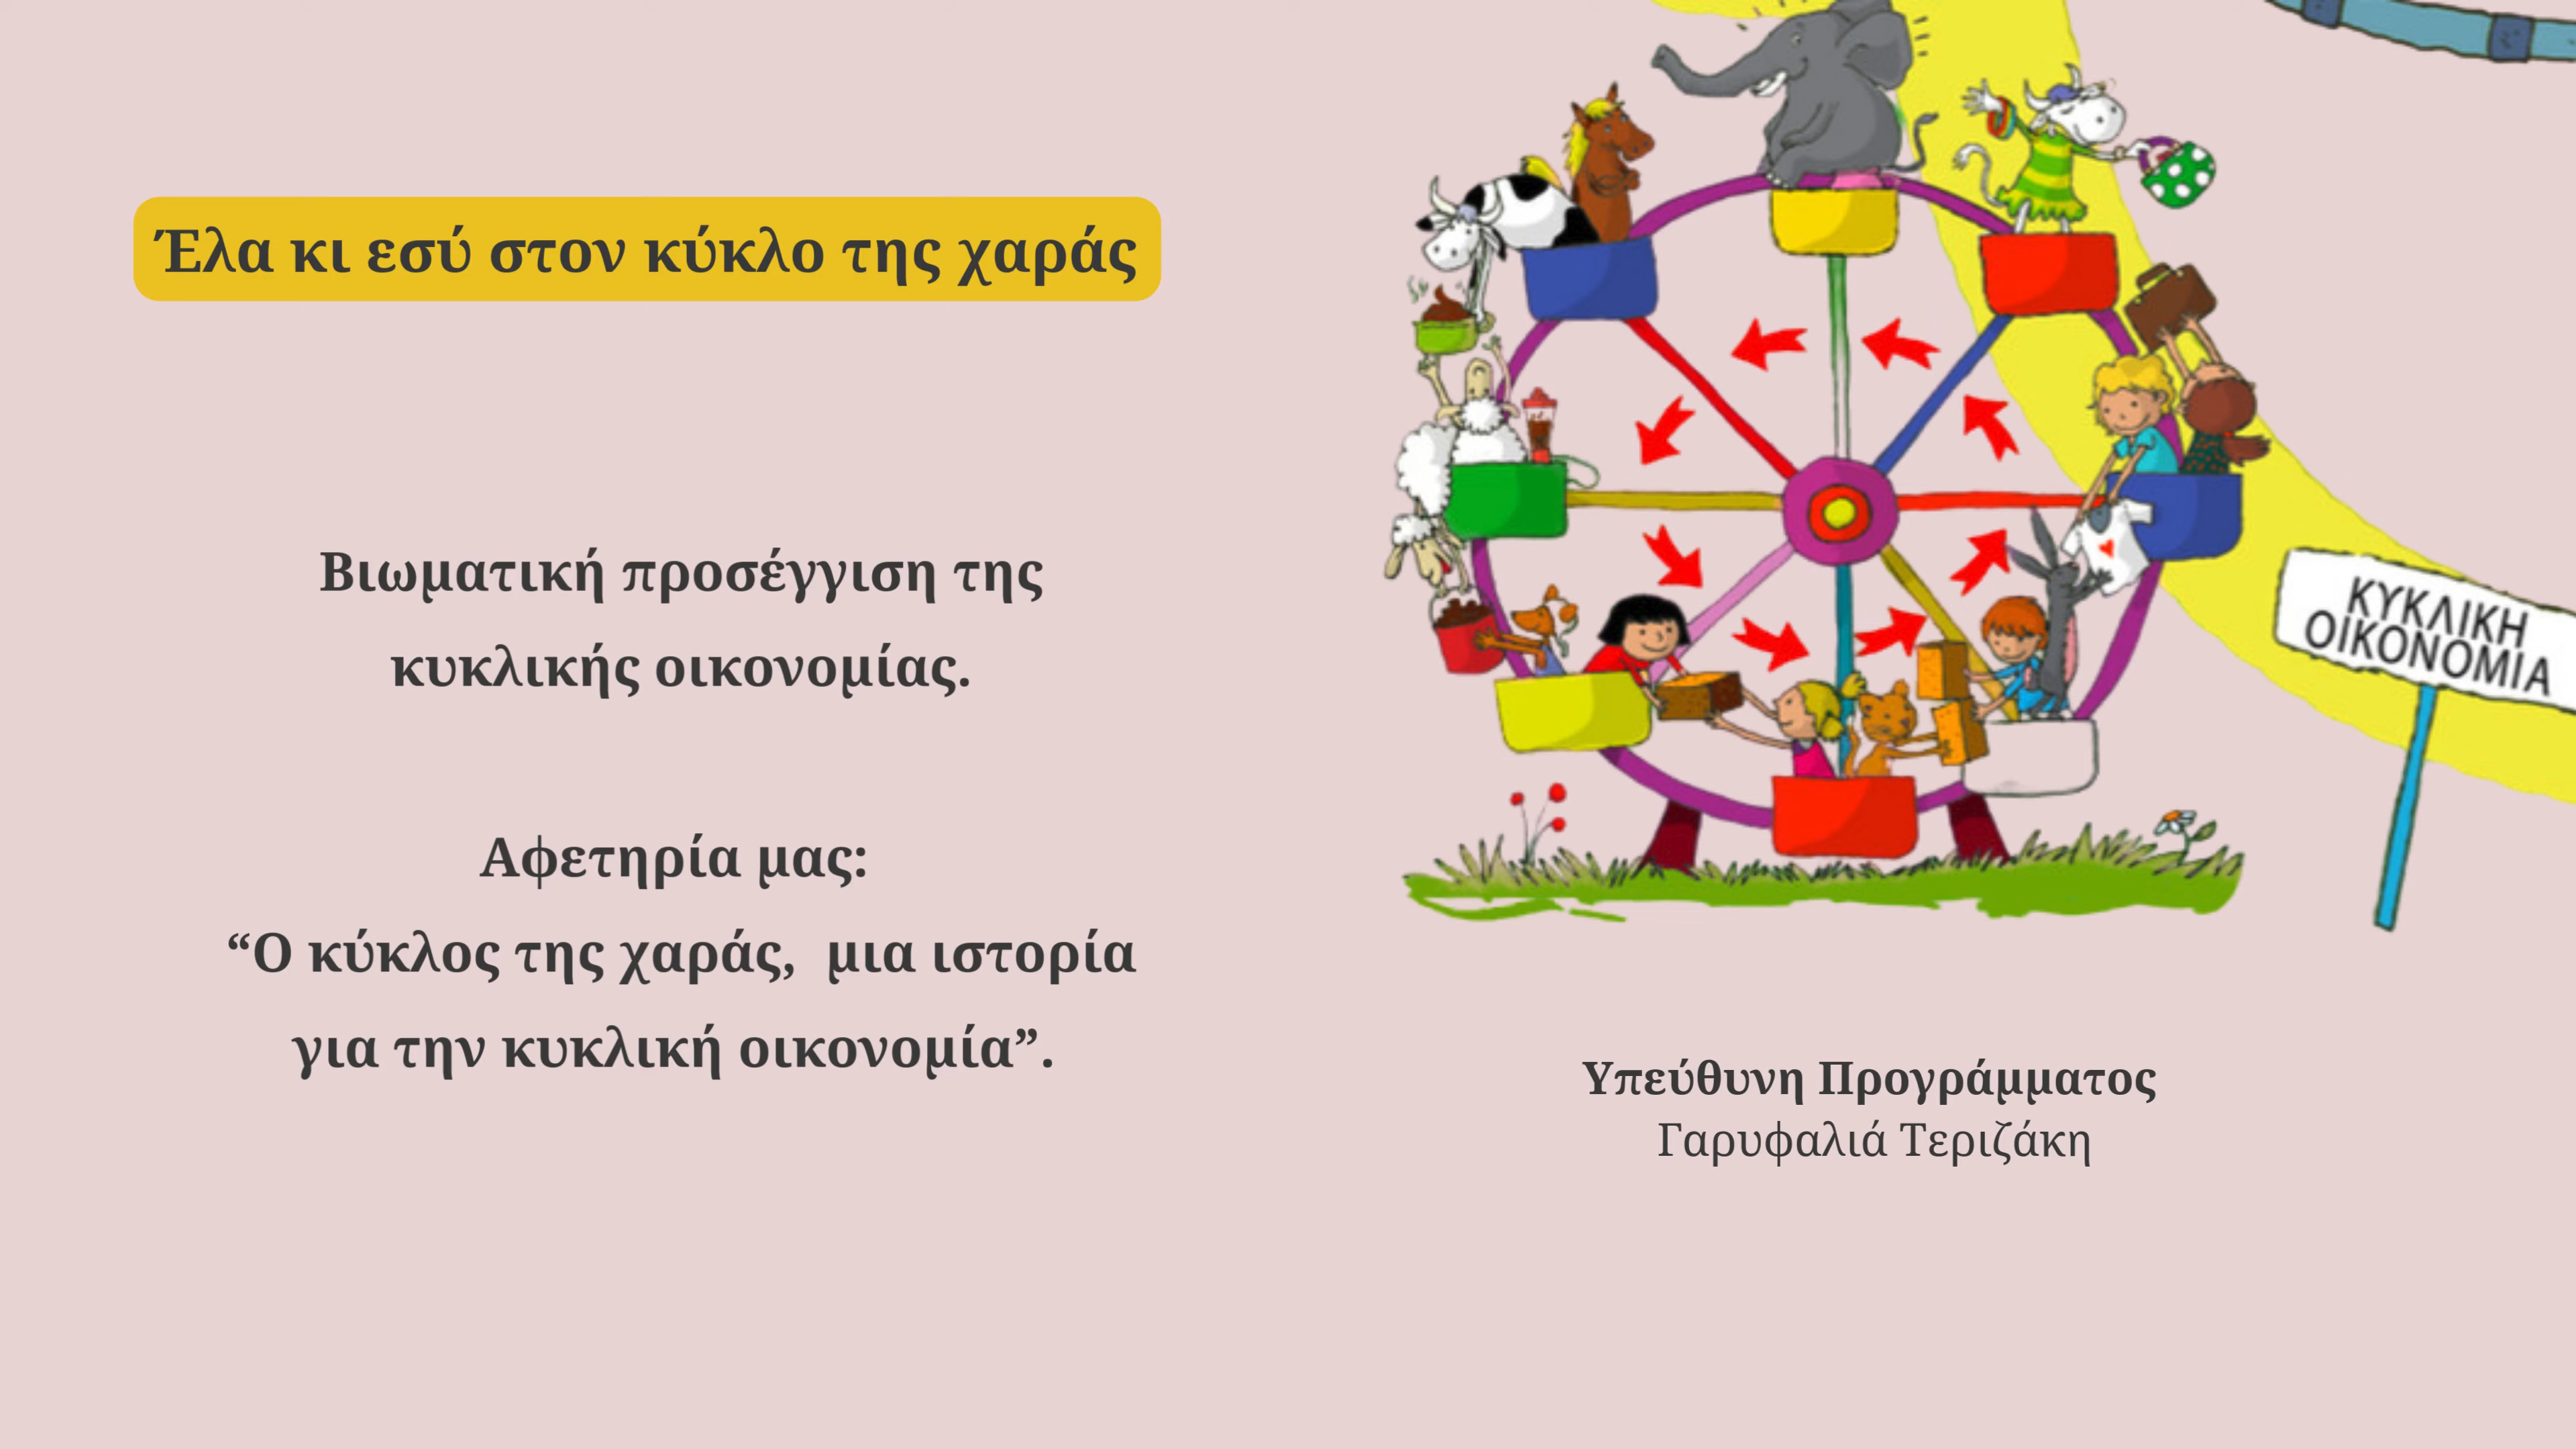 Έλα κι εσύ στον κύκλο της χαράς
Βιωματική προσέγγιση της
κυκλικής οικονομίας.
Αφετηρία μας:
“Ο κύκλος της χαράς,  μια ιστορία
για την κυκλική οικονομία”.
ΚΥΚΛΙΚΗ
ΟΙΚΟΝΟΜΙΑ
Υπεύθυνη Προγράμματος
Γαρυφαλιά Τεριζάκη